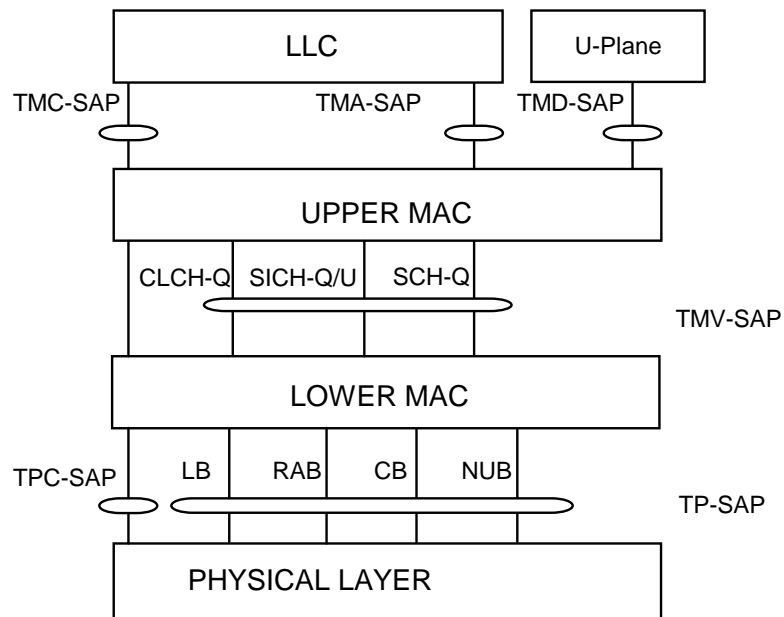 LLC
U-Plane
TMC-SAP
TMA-SAP
TMD-SAP
UPPER MAC
CLCH-Q
SICH-Q/U
SCH-Q
TMV-SAP
LOWER MAC
TPC-SAP
LB
RAB
CB
NUB
TP-SAP
PHYSICAL LAYER